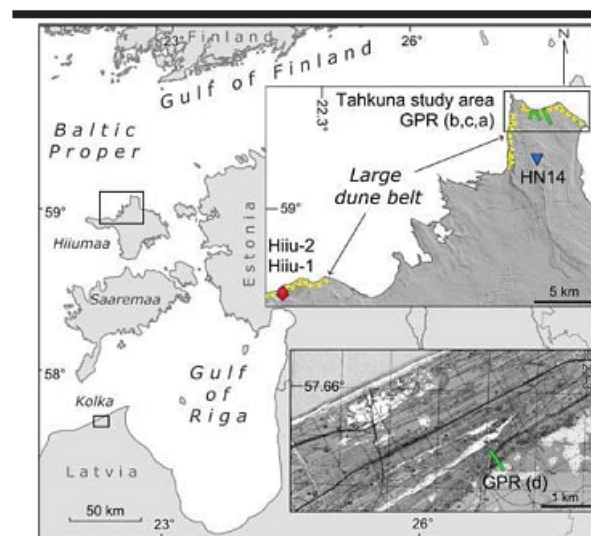 23°
26°
Finland
N
Gulf of Finland
22.3°
Tahkuna study area
GPR (b,c,a)
Baltic
Proper
HN14
Large
dune belt
59°
59°
Hiiumaa
Estonia
Hiiu-2
Hiiu-1
5 km
Saaremaa
58°
Gulf
of
Riga
57.66°
Kolka
GPR (d)
Latvia
50 km
1 km
23°
26°